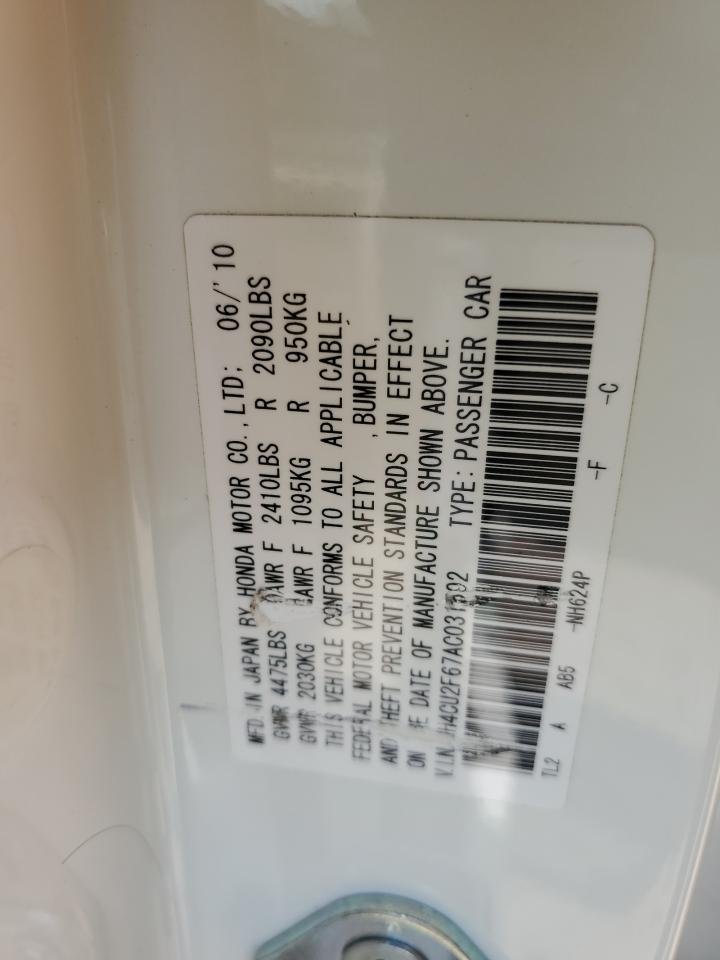 MFD. IN JAPAN BY HONDA MOTOR CO., LTD; 06/'10
GVWR 4475LBS GAWR F 2410LBS R 2090LBS
GVWR 2030KG GAWR F 1095KG R 950KG
THIS VEHICLE CONFORMS TO ALL APPLICABLE
FEDERAL MOTOR VEHICLE SAFETY , BUMPER,
AND THEFT PREVENTION STANDARDS IN EFFECT
ON THE DATE OF MANUFACTURE SHOWN ABOVE.
V.I.N. TYPE: PASSENGER CAR
TL2 A AB5 -NH624P -F -C